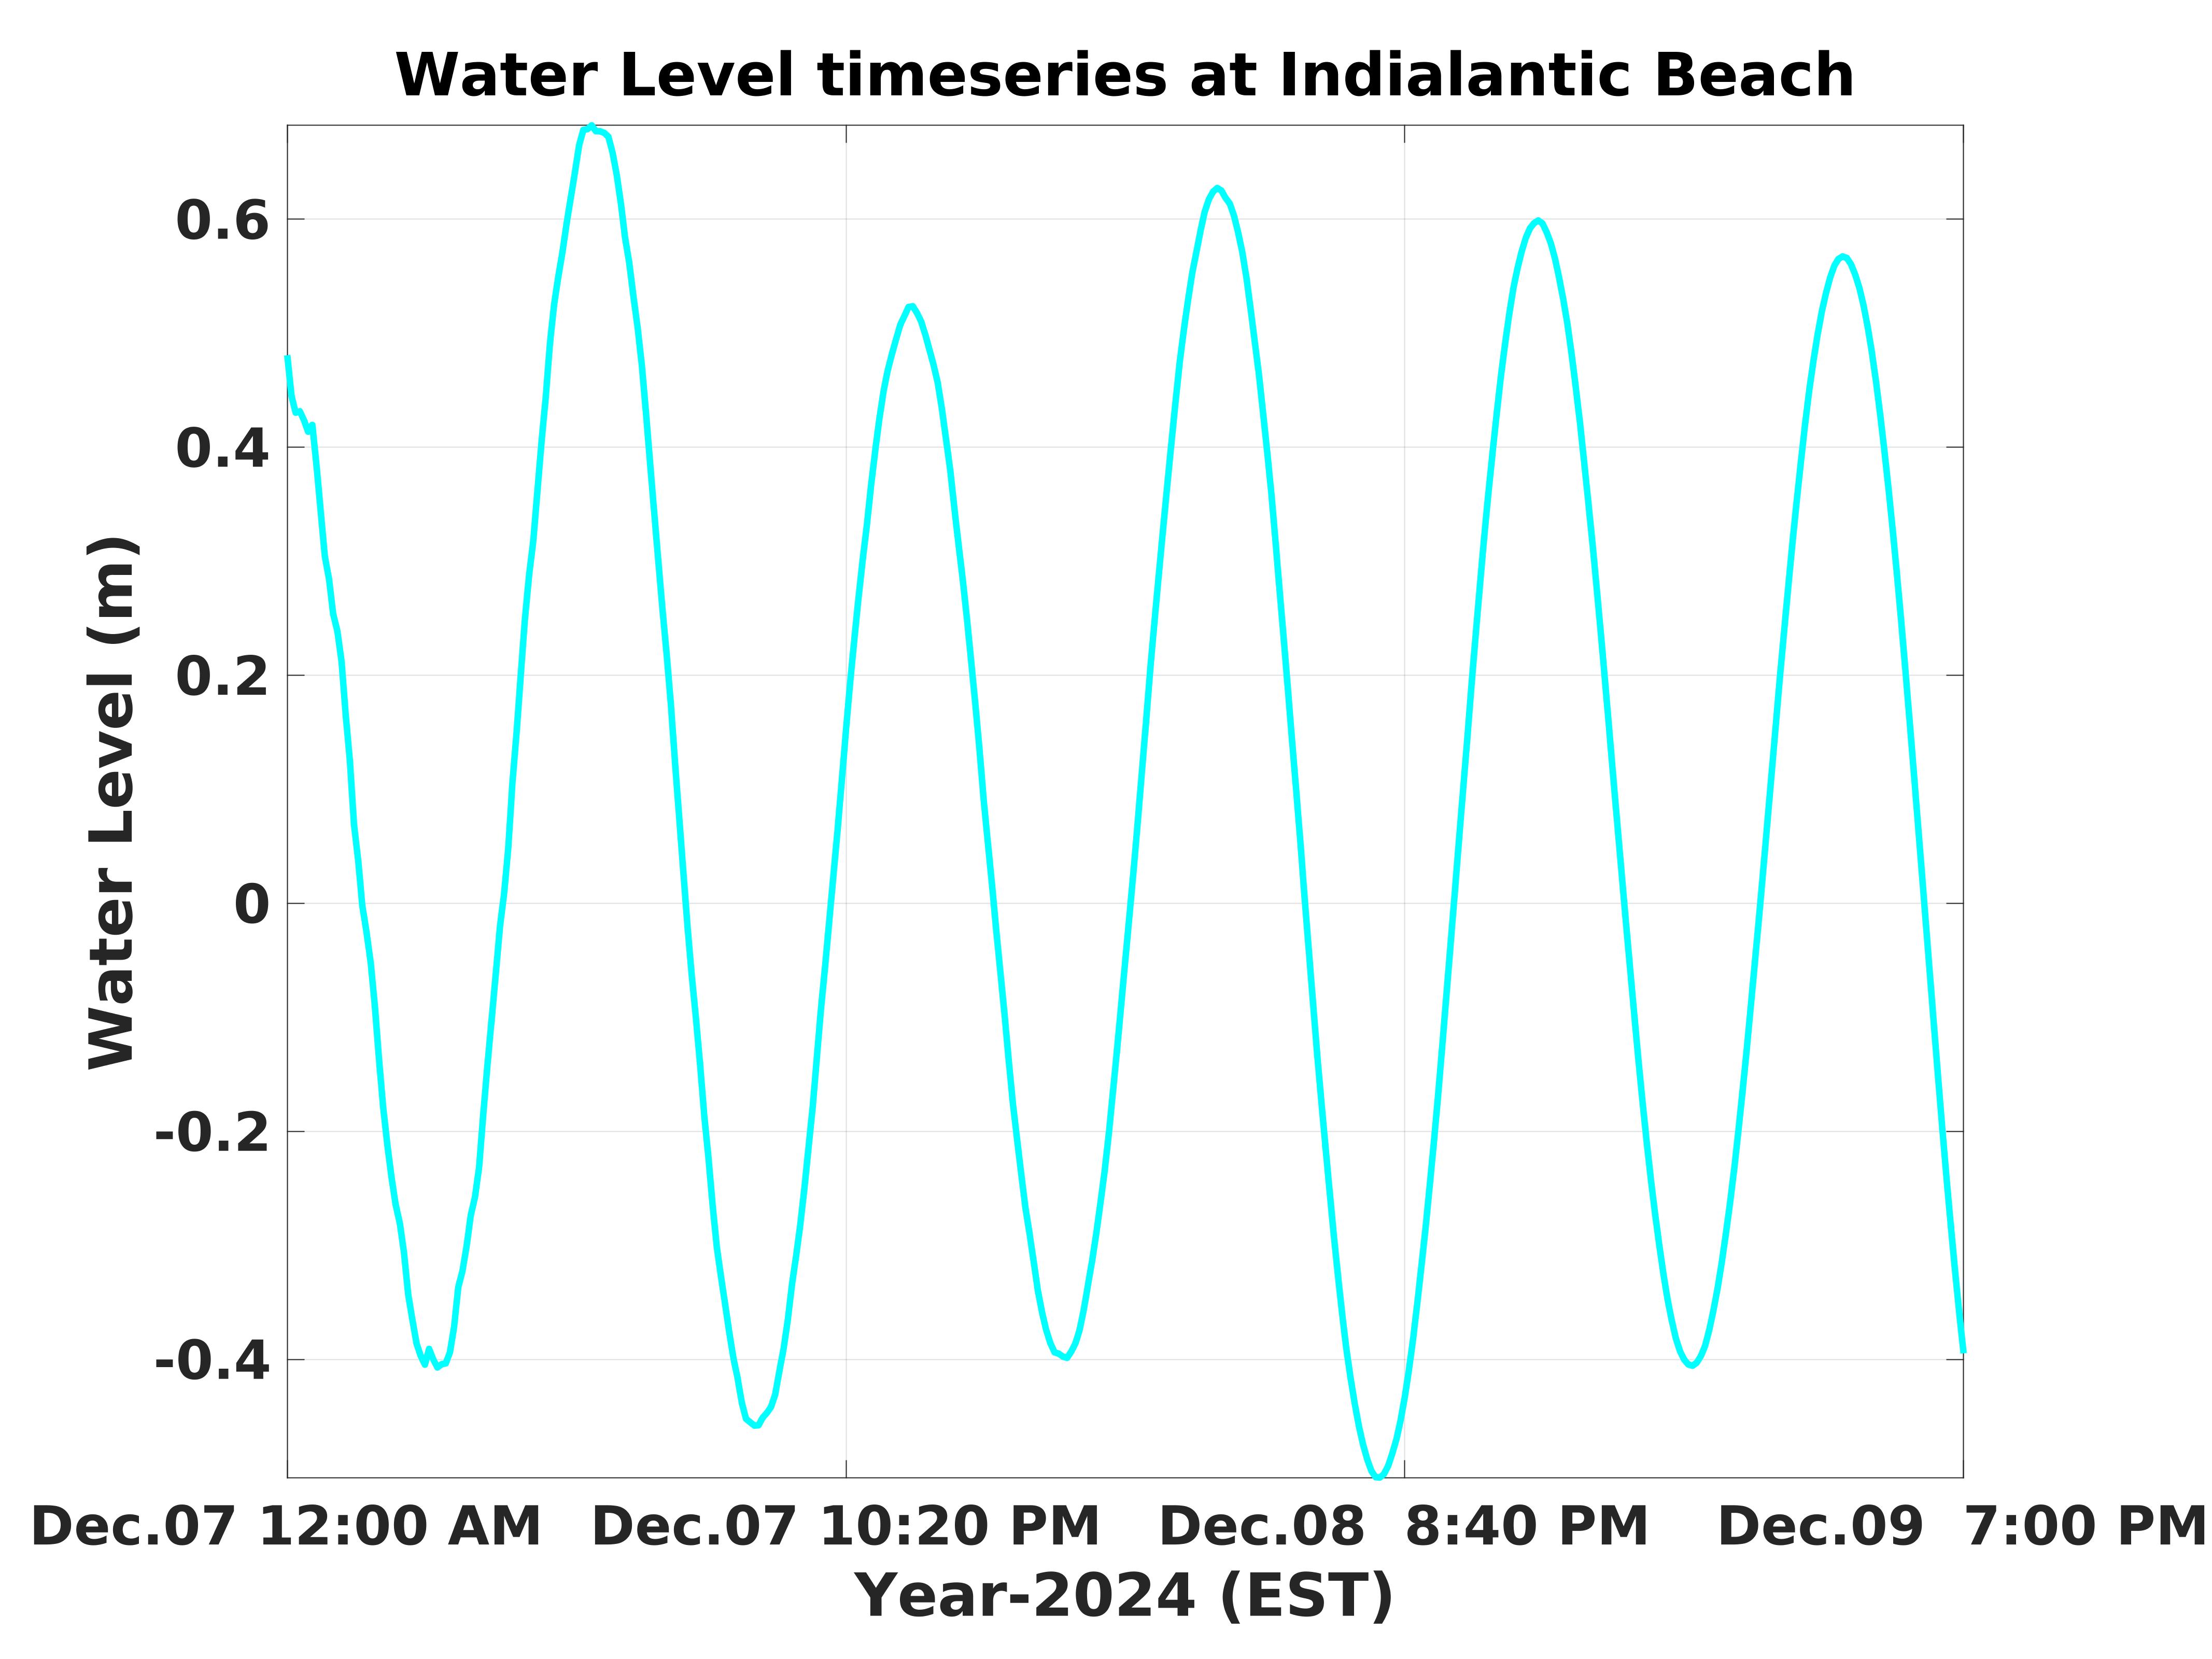 Water Level timeseries at Indialantic Beach
Water Level (m)
0.6
0.4
0.2
0
-0.2
-0.4
Dec.07 12:00 AM Dec.07 10:20 PM Dec.08 8:40 PM Dec.09 7:00 PM
Year-2024 (EST)